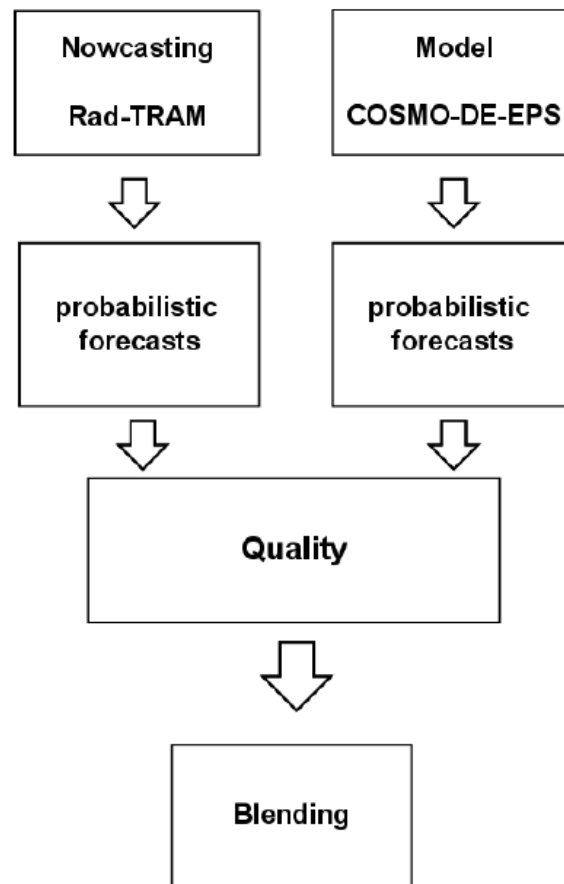 Nowcasting
Rad-TRAM
Model
COSMO-DE-EPS
probabilistic
forecasts
probabilistic
forecasts
Quality
Blending